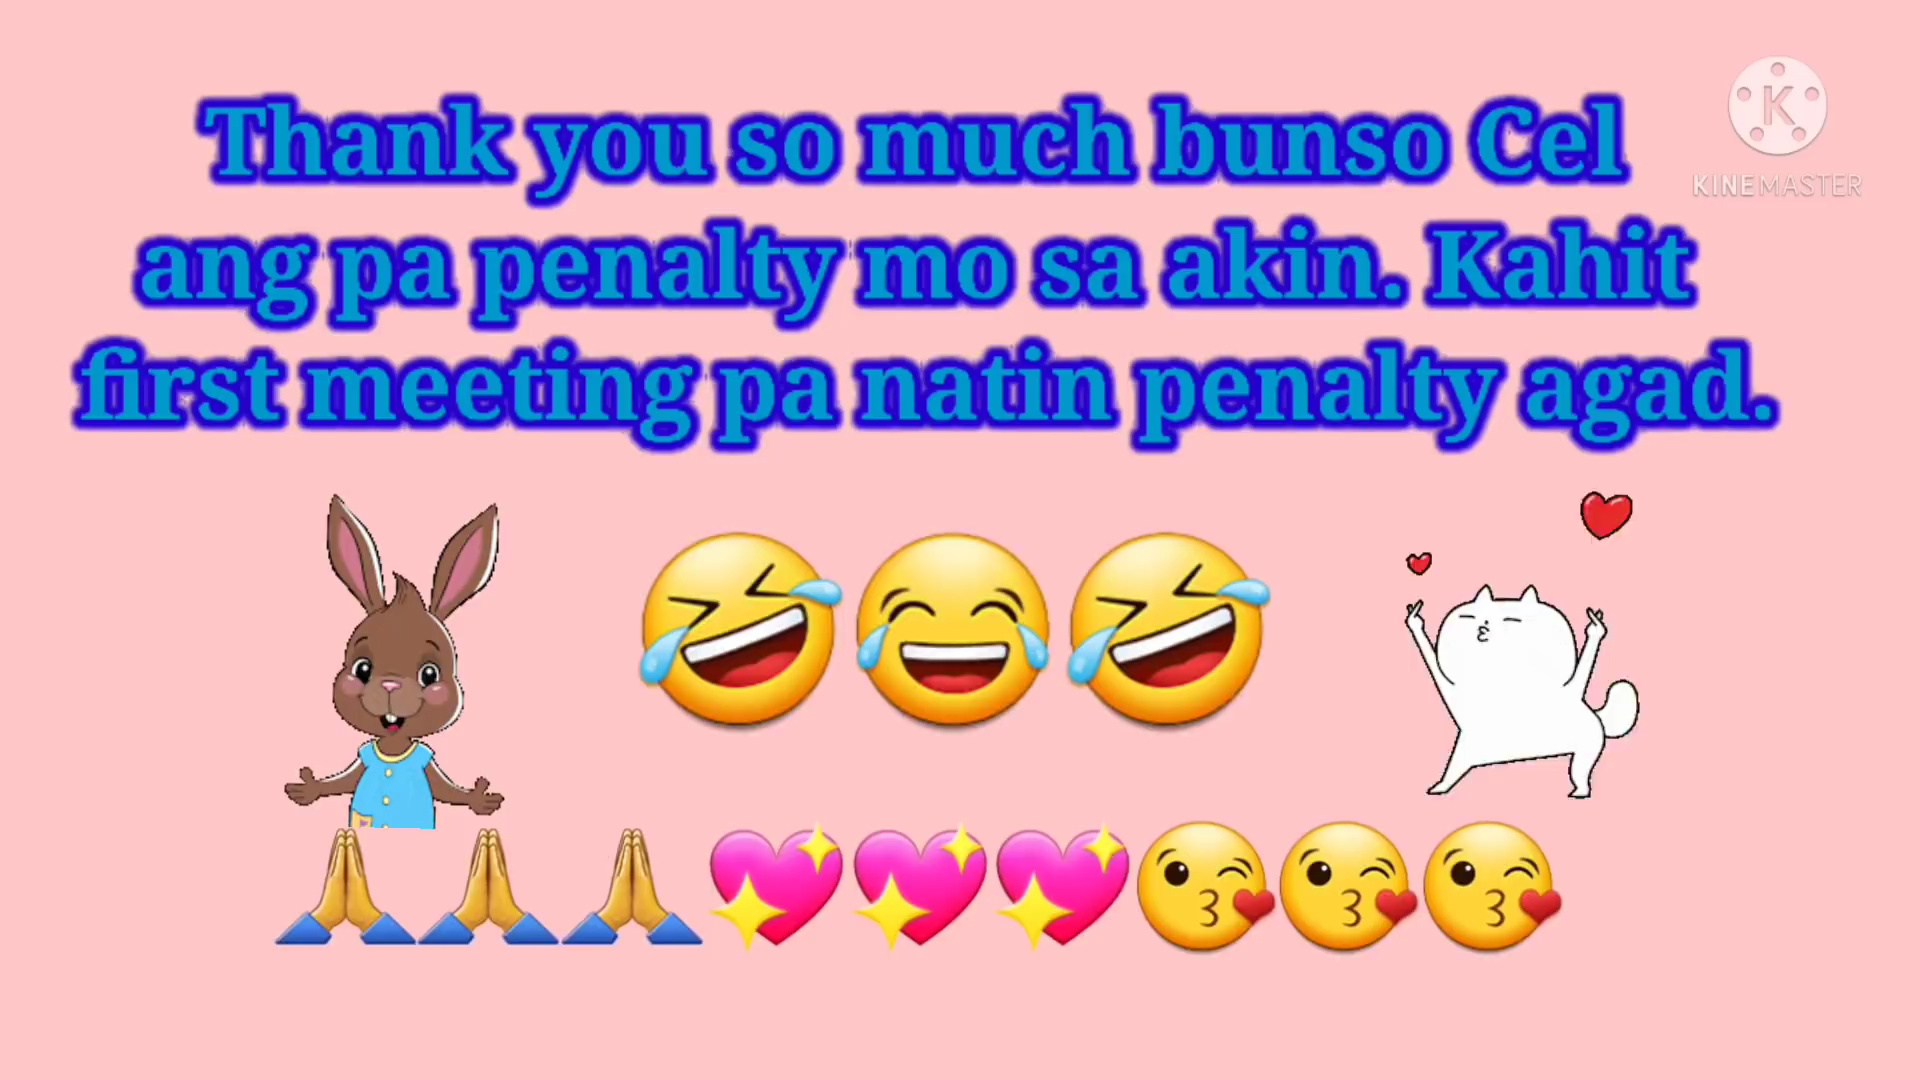 Thank you so much bunso Cel
ang pa penalty mo sa akin. Kahit
first meeting pa natin penalty agad.
K
KINEMASTER